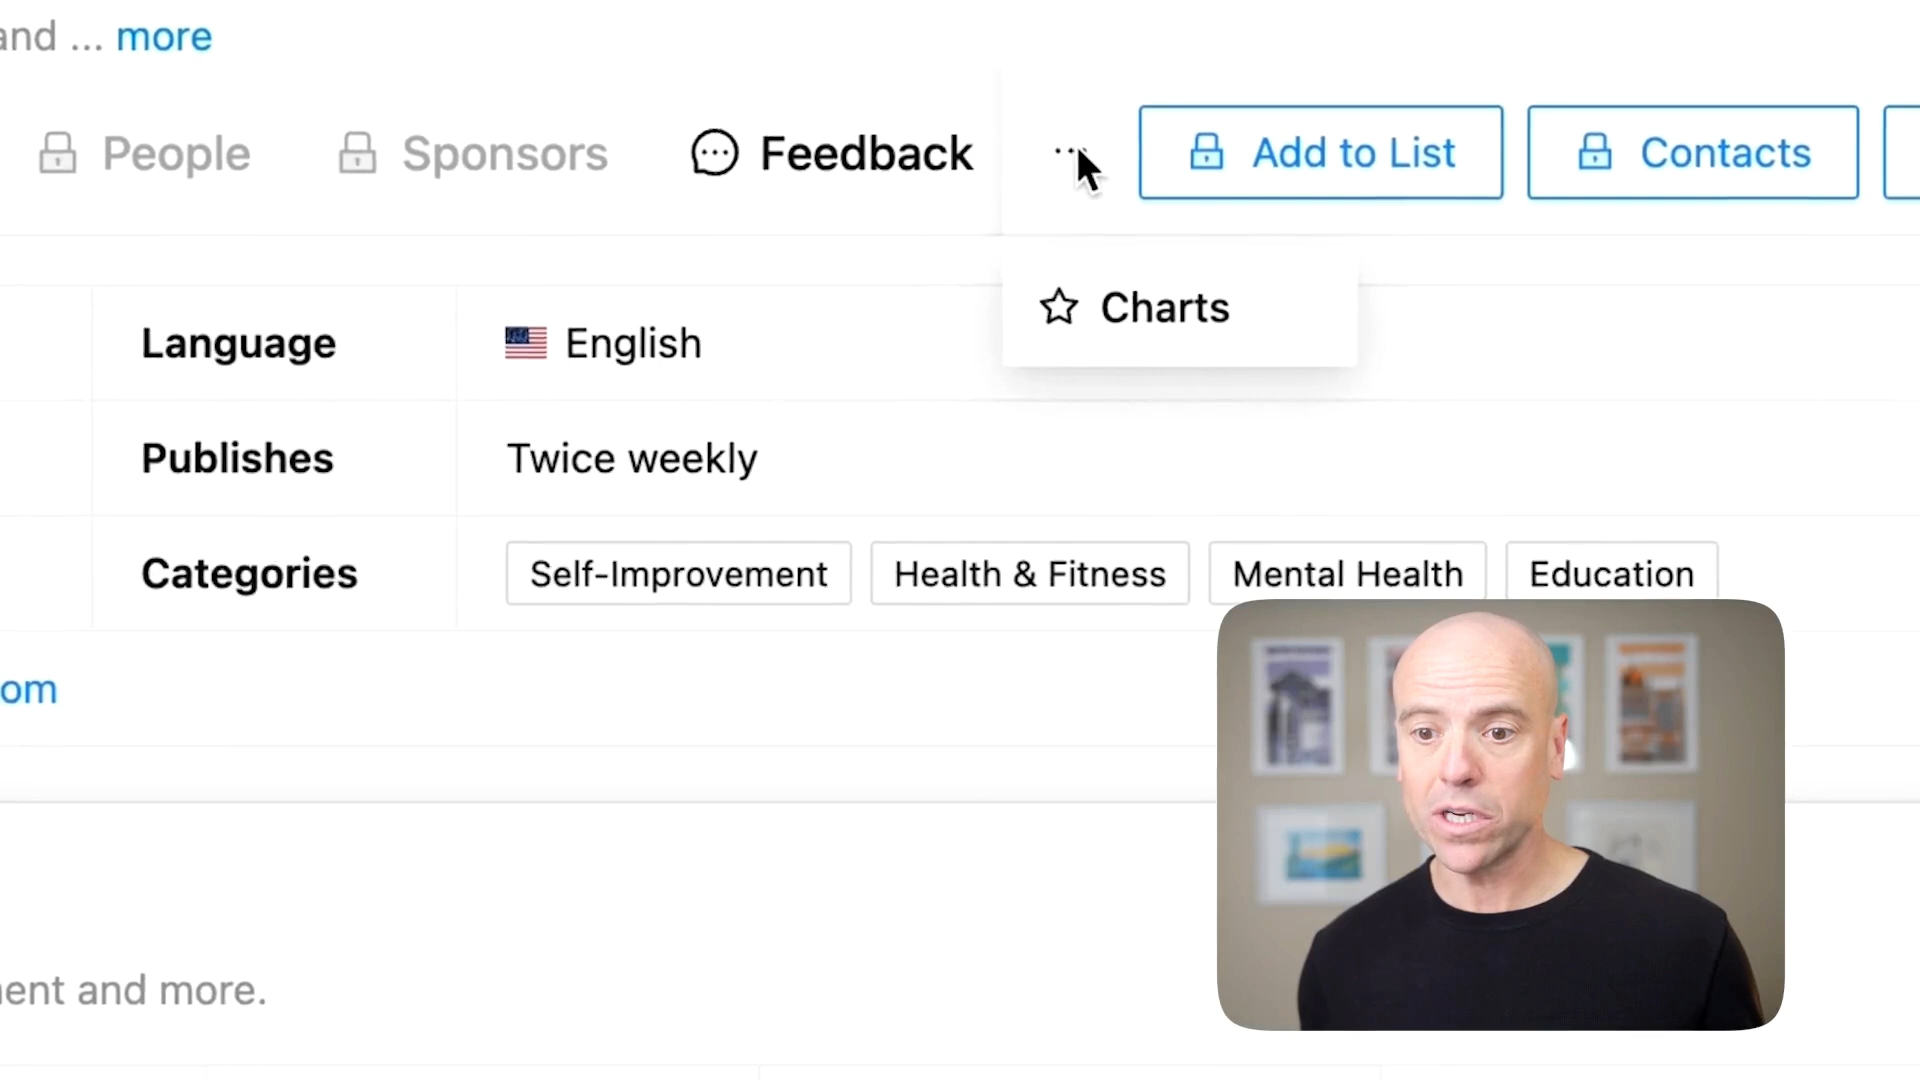 and ... more
People Sponsors Feedback ... Add to List Contacts
Charts
Language English
Publishes Twice weekly
Categories Self-Improvement Health & Fitness Mental Health Education
om
ent and more.